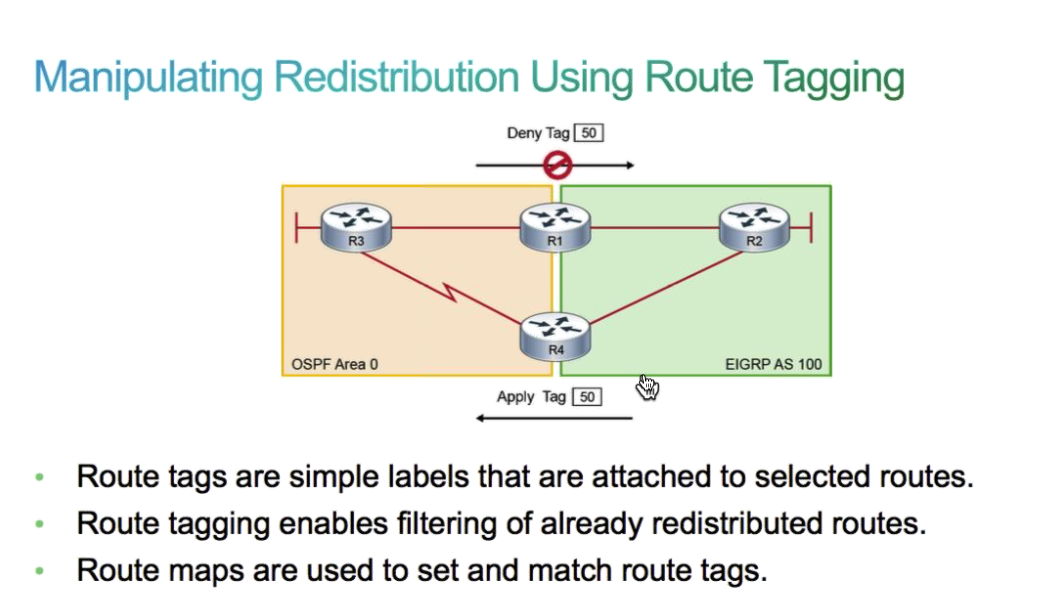 Manipulating Redistribution Using Route Tagging
Deny Tag 50
R3
R1
R2
R4
OSPF Area 0
EIGRP AS 100
Apply Tag 50
• Route tags are simple labels that are attached to selected routes.
• Route tagging enables filtering of already redistributed routes.
• Route maps are used to set and match route tags.